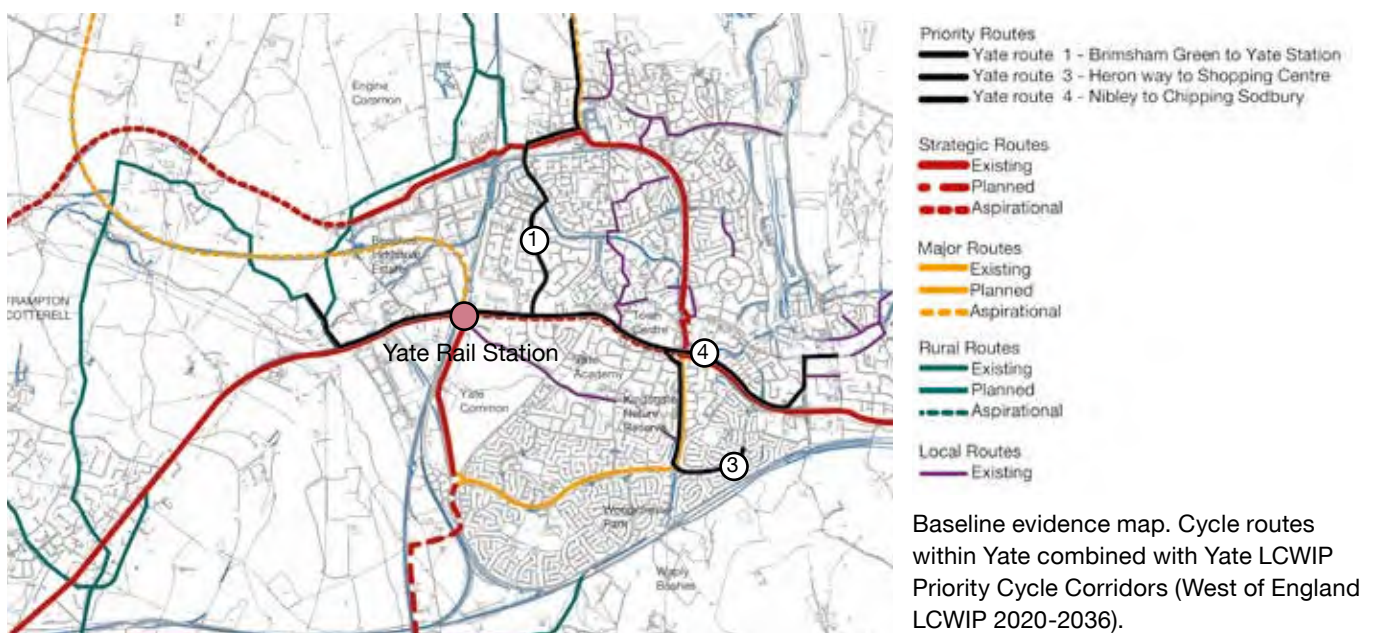 Engine
Common
FRAMPTON
COTTERELL
1
Estate
Yate Rail Station
Town
Centre
4
Yate
Academy
Yate
Common
Kingsgate
Nature
Reserve
3
Park
Wapley
Bushes
Priority Routes
Yate route 1 - Brimsham Green to Yate Station
Yate route 3 - Heron way to Shopping Centre
Yate route 4 - Nibley to Chipping Sodbury
Strategic Routes
Existing
Planned
Aspirational
Major Routes
Existing
Planned
Aspirational
Rural Routes
Existing
Planned
Aspirational
Local Routes
Existing
Baseline evidence map. Cycle routes
within Yate combined with Yate LCWIP
Priority Cycle Corridors (West of England
LCWIP 2020-2036).